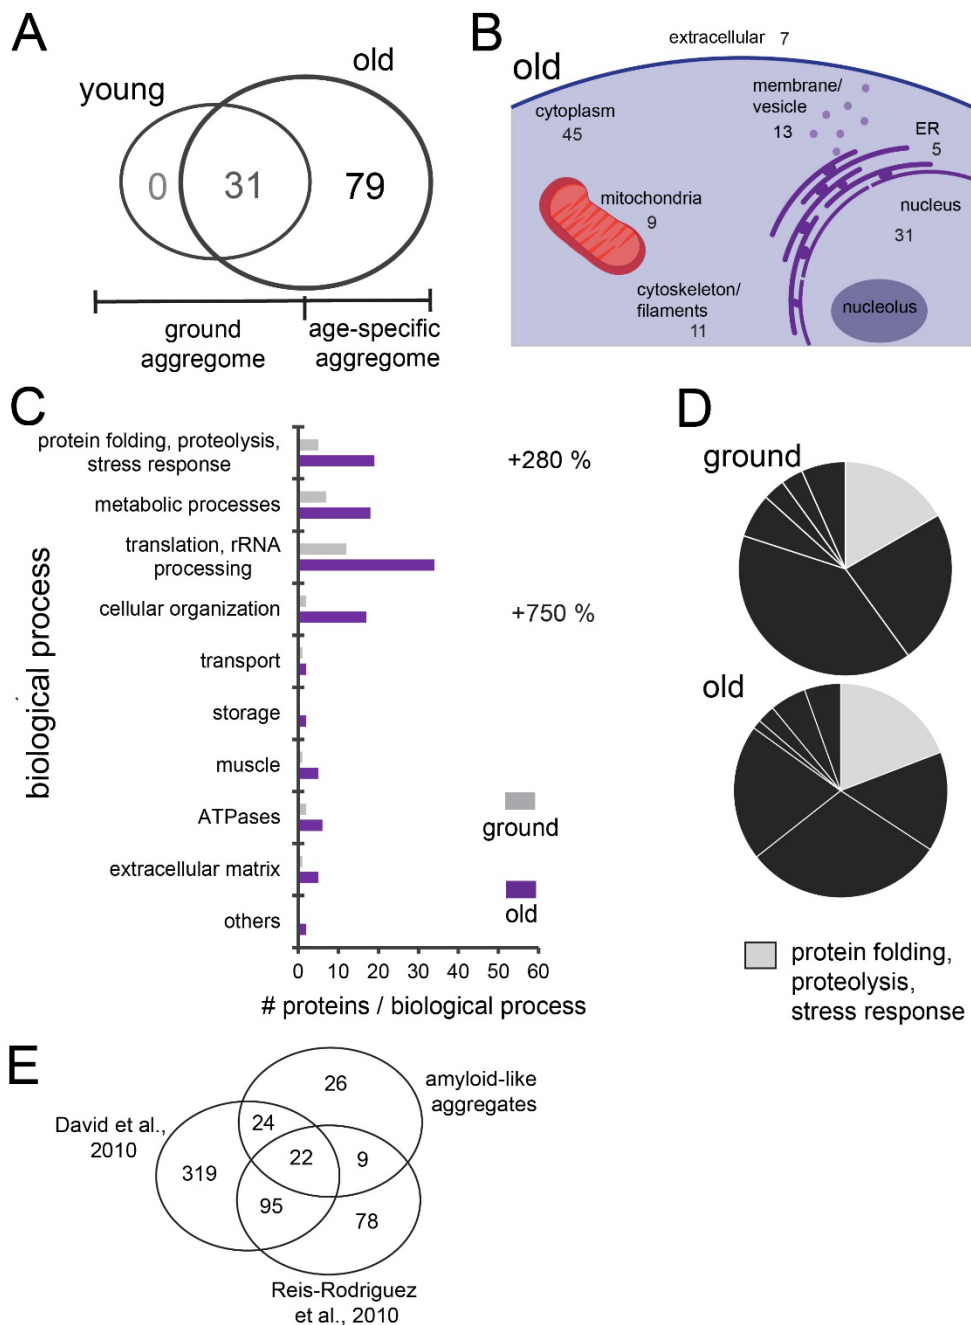 A
young
old
0
31
79
ground
aggregome
age-specific
aggregome
B
old
extracellular 7
cytoplasm
45
membrane/
vesicle
13
ER
5
mitochondria
9
nucleus
31
cytoskeleton/
filaments
11
nucleolus
C
biological process
protein folding, proteolysis,
stress response
+280 %
metabolic processes
translation, rRNA
processing
cellular organization
+750 %
transport
storage
muscle
ATPases
extracellular matrix
others
ground
old
0 10 20 30 40 50 60
# proteins / biological process
D
ground
old
protein folding,
proteolysis,
stress response
E
David et al.,
2010
amyloid-like
aggregates
26
24
22
9
319
95
78
Reis-Rodriguez
et al., 2010